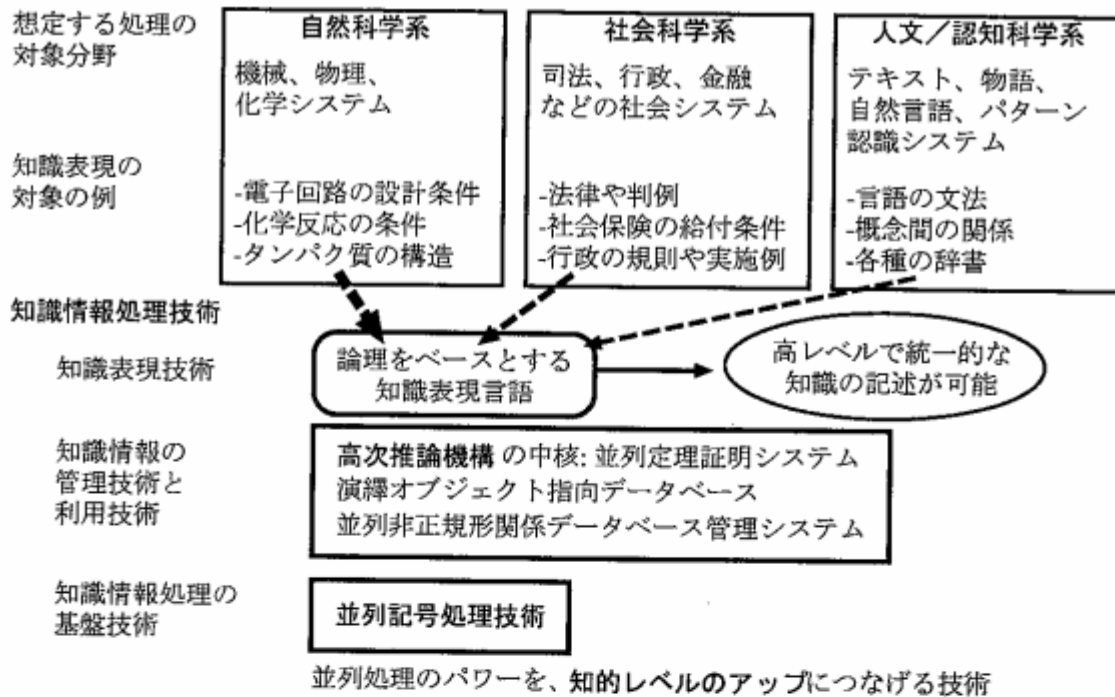 想定する処理の
対象分野
自然科学系
機械、物理、
化学システム
社会科学系
司法、行政、金融
などの社会システム
人文／認知科学系
テキスト、物語、
自然言語、パターン
認識システム
知識表現の
対象の例
-電子回路の設計条件
-化学反応の条件
-タンパク質の構造
-法律や判例
-社会保険の給付条件
-行政の規則や実施例
-言語の文法
-概念間の関係
-各種の辞書
知識情報処理技術
知識表現技術
論理をベースとする
知識表現言語
高レベルで統一的な
知識の記述が可能
知識情報の
管理技術と
利用技術
高次推論機構 の中核: 並列定理証明システム
演繹オブジェクト指向データベース
並列非正規形関係データベース管理システム
知識情報処理の
基盤技術
並列記号処理技術
並列処理のパワーを、知的レベルのアップにつなげる技術